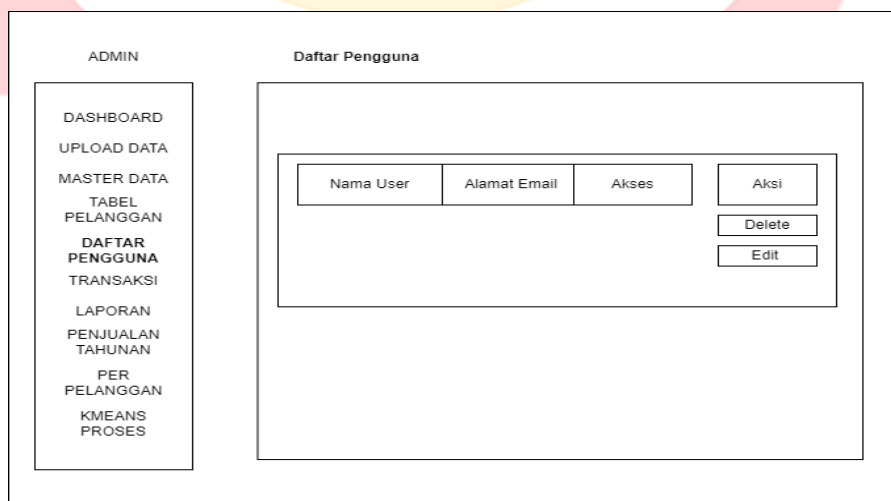 ADMIN
Daftar Pengguna
DASHBOARD
UPLOAD DATA
MASTER DATA
TABEL
PELANGGAN
DAFTAR
PENGGUNA
TRANSAKSI
LAPORAN
PENJUALAN
TAHUNAN
PER
PELANGGAN
KMEANS
PROSES
Nama User Alamat Email Akses Aksi
Delete
Edit